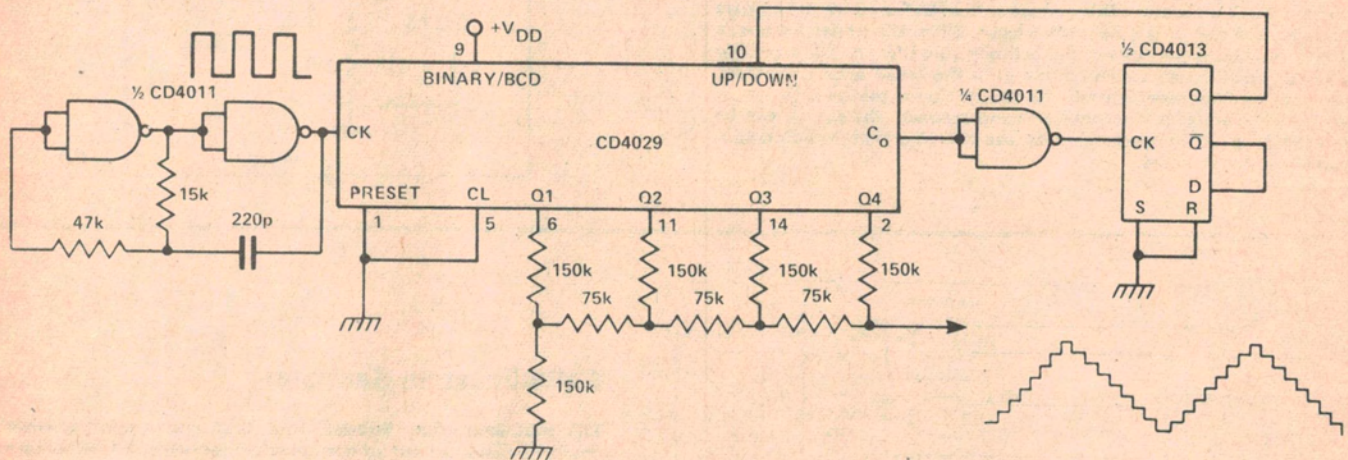 +V_DD
9
10
½ CD4013
½ CD4011
BINARY/BCD
UP/DOWN
¼ CD4011
Q
CK
CD4029
C_o
CK
Q̅
15k
PRESET
CL
Q1
Q2
Q3
Q4
D
47k
220p
1
5
6
11
14
2
S
R
150k
150k
150k
150k
75k
75k
75k
150k